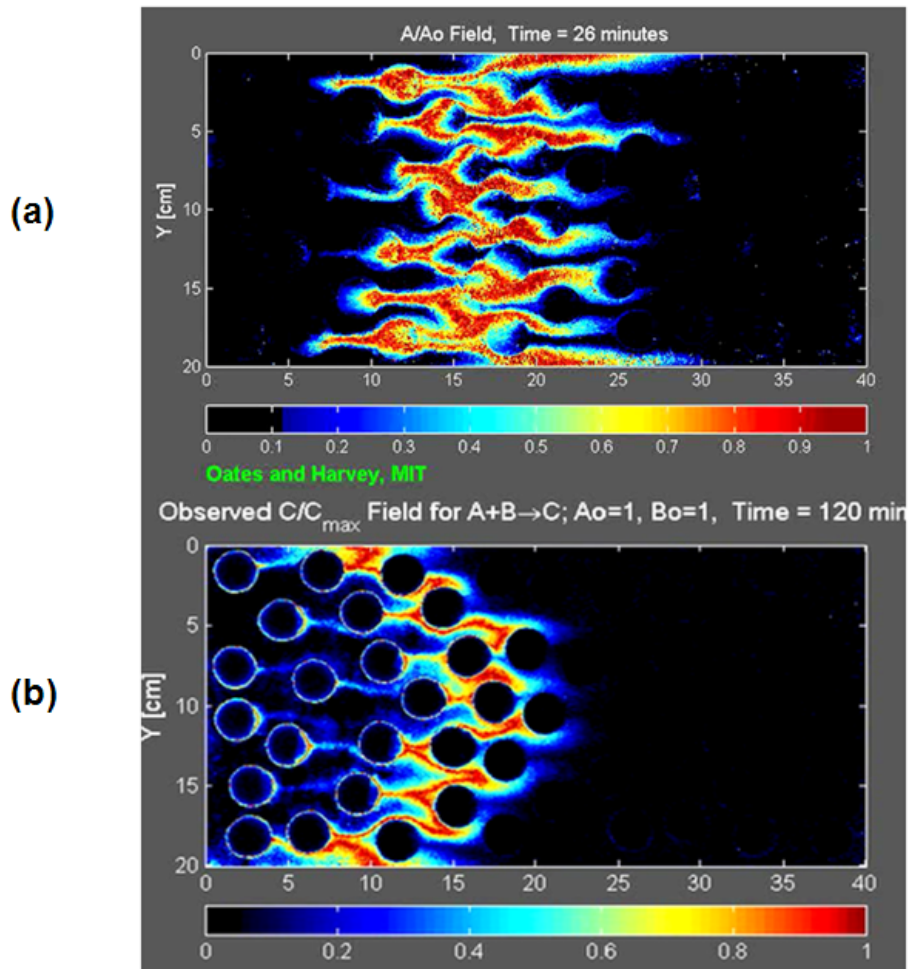 (a)
A/Ao Field, Time = 26 minutes
Y [cm]
0
5
10
15
20
0 5 10 15 20 25 30 35 40
0 0.1 0.2 0.3 0.4 0.5 0.6 0.7 0.8 0.9 1
Oates and Harvey, MIT
(b)
Observed C/Cmax Field for A+B→C; Ao=1, Bo=1, Time = 120 min
Y [cm]
0
5
10
15
20
0 5 10 15 20 25 30 35 40
0 0.2 0.4 0.6 0.8 1